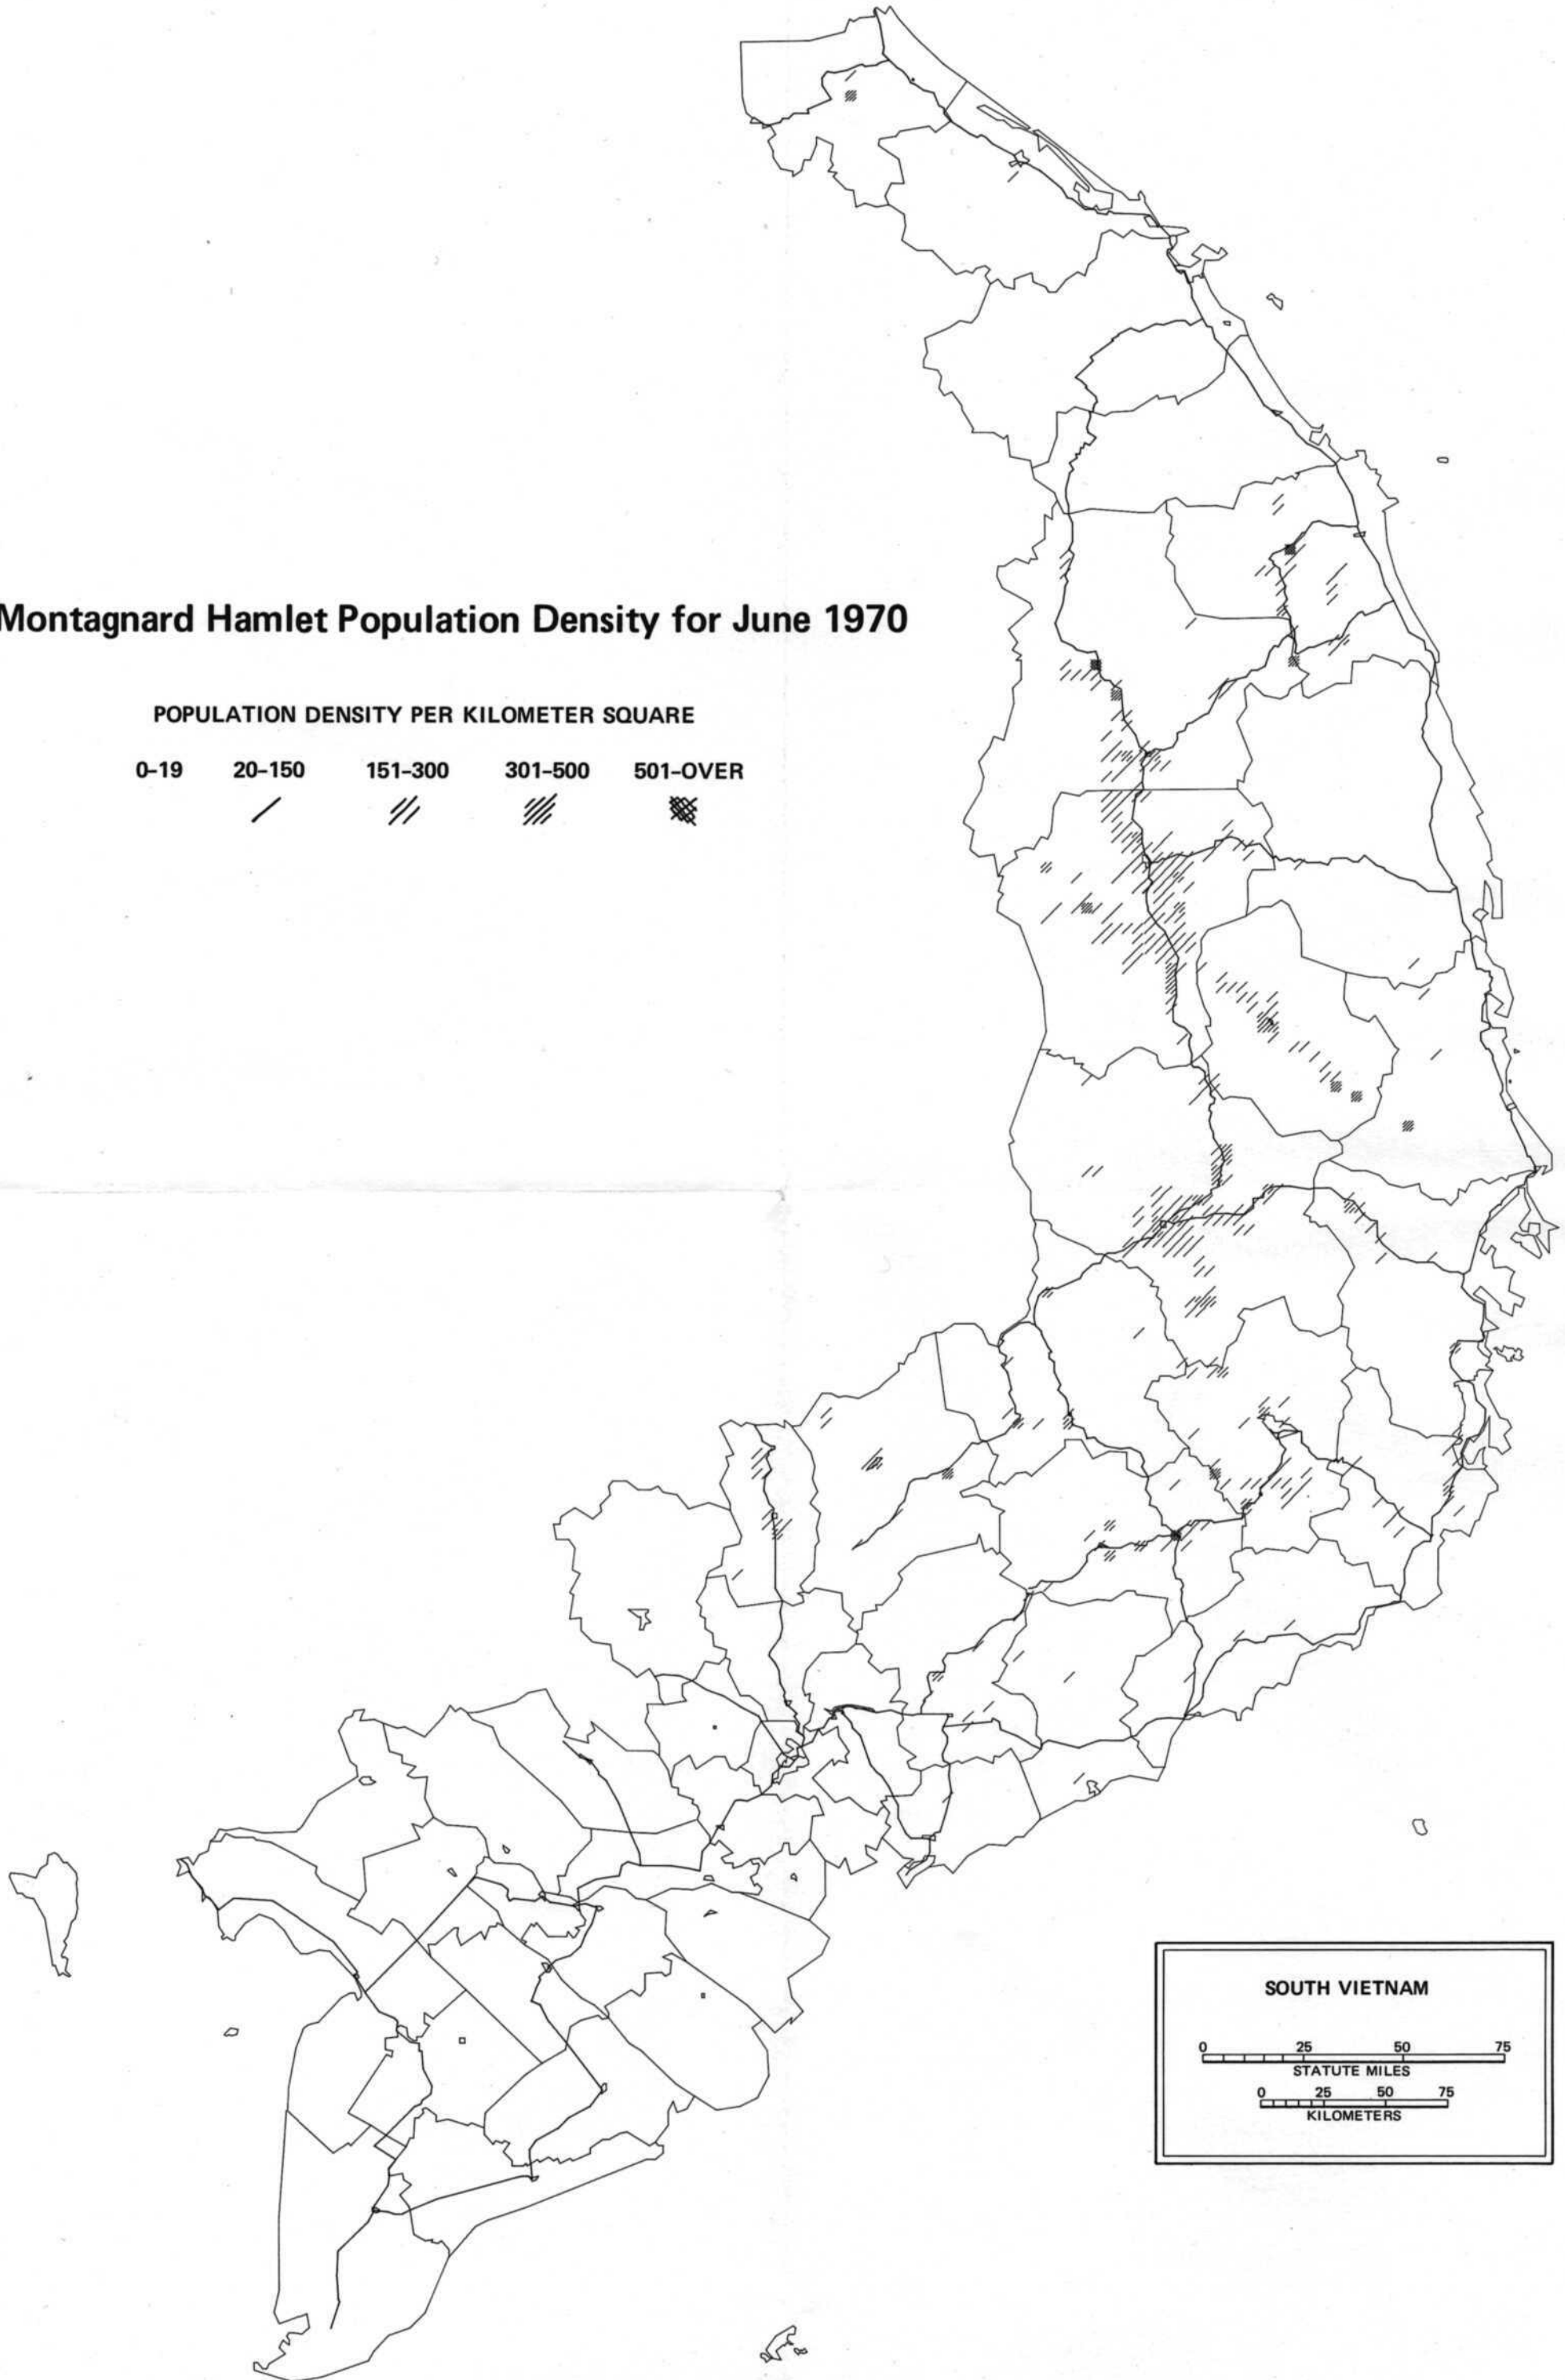 Montagnard Hamlet Population Density for June 1970
POPULATION DENSITY PER KILOMETER SQUARE
0-19 20-150 151-300 301-500 501-OVER
SOUTH VIETNAM
0 25 50 75
STATUTE MILES
0 25 50 75
KILOMETERS